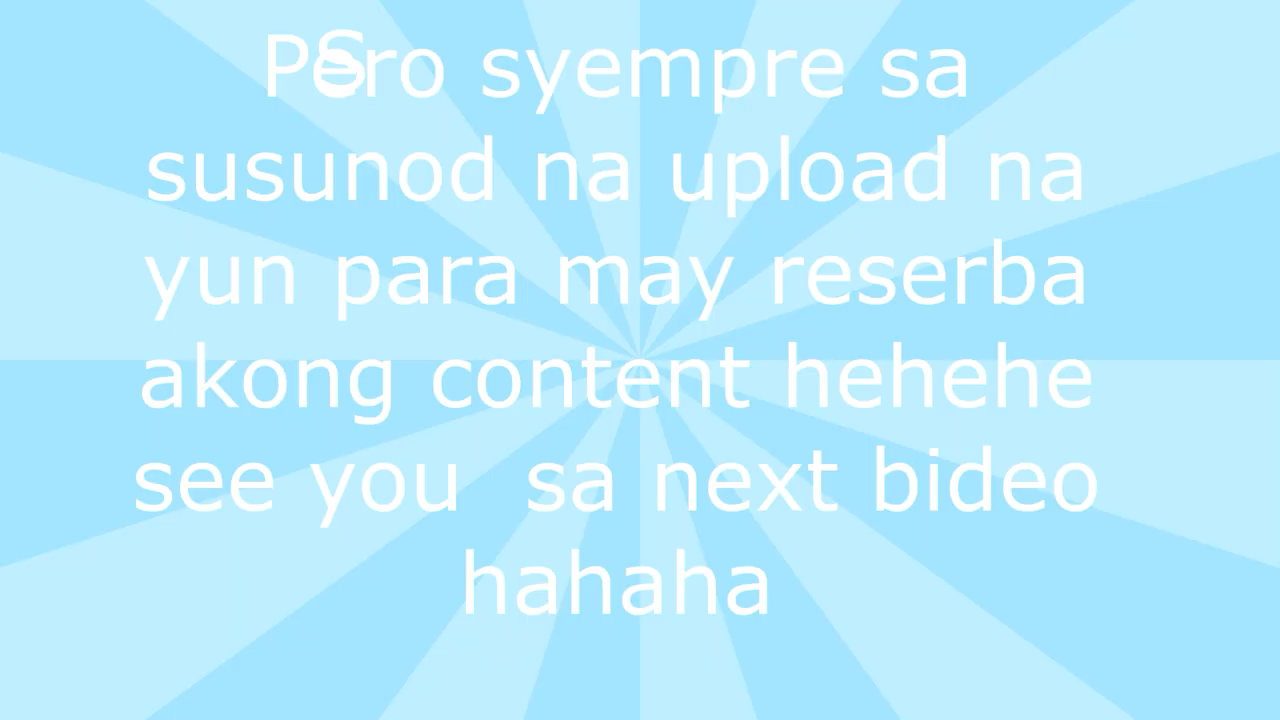 Pero syempre sa
susunod na upload na
yun para may reserba
akong content hehehe
see you  sa next bideo
hahaha
S